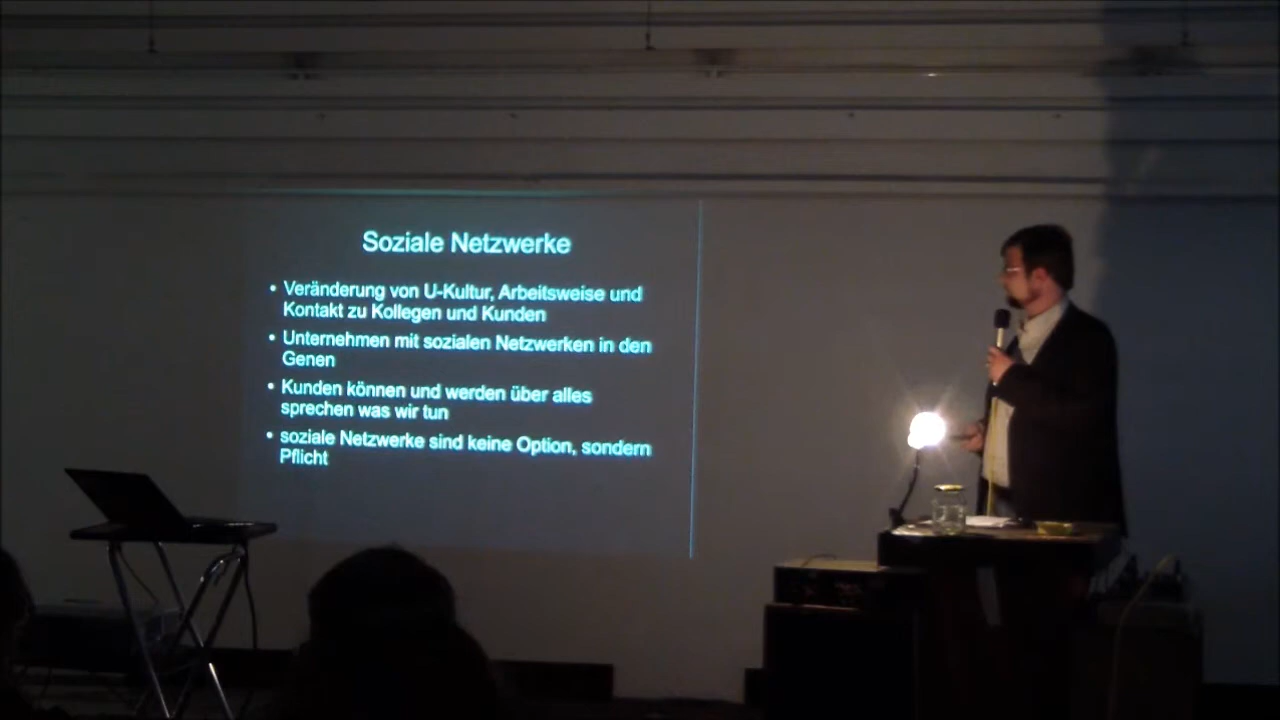 Soziale Netzwerke
• Veränderung von U-Kultur, Arbeitsweise und
Kontakt zu Kollegen und Kunden
• Unternehmen mit sozialen Netzwerken in den
Genen
• Kunden können und werden über alles
sprechen was wir tun
• soziale Netzwerke sind keine Option, sondern
Pflicht